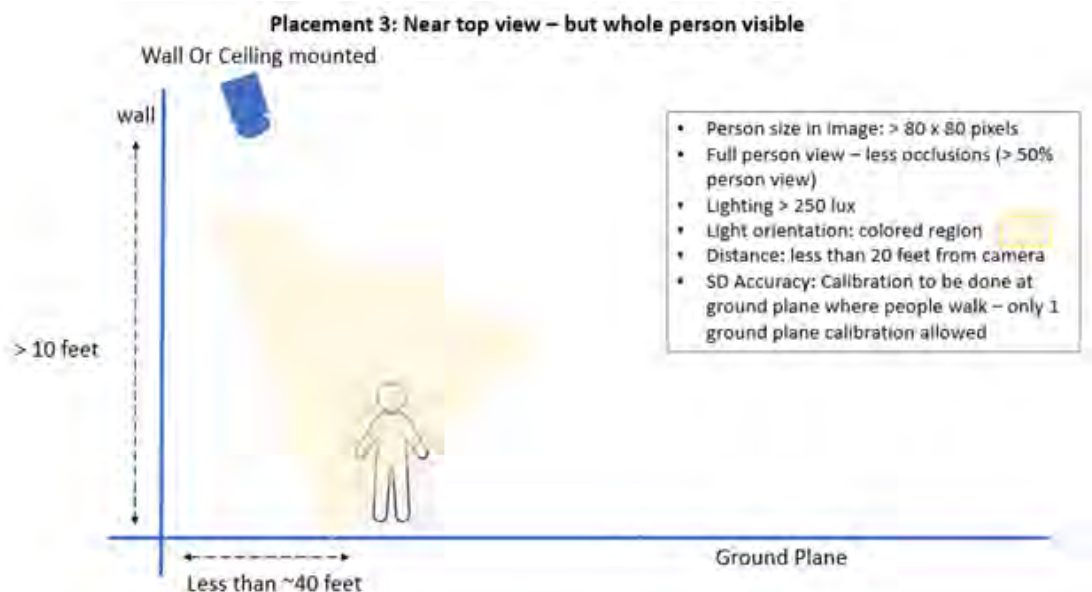 Placement 3: Near top view – but whole person visible
Wall Or Ceiling mounted
wall
• Person size in Image: > 80 x 80 pixels
• Full person view – less occlusions (> 50%
person view)
• Lighting > 250 lux
• Light orientation: colored region
• Distance: less than 20 feet from camera
• SD Accuracy: Calibration to be done at
ground plane where people walk – only 1
ground plane calibration allowed
> 10 feet
Ground Plane
Less than ~40 feet